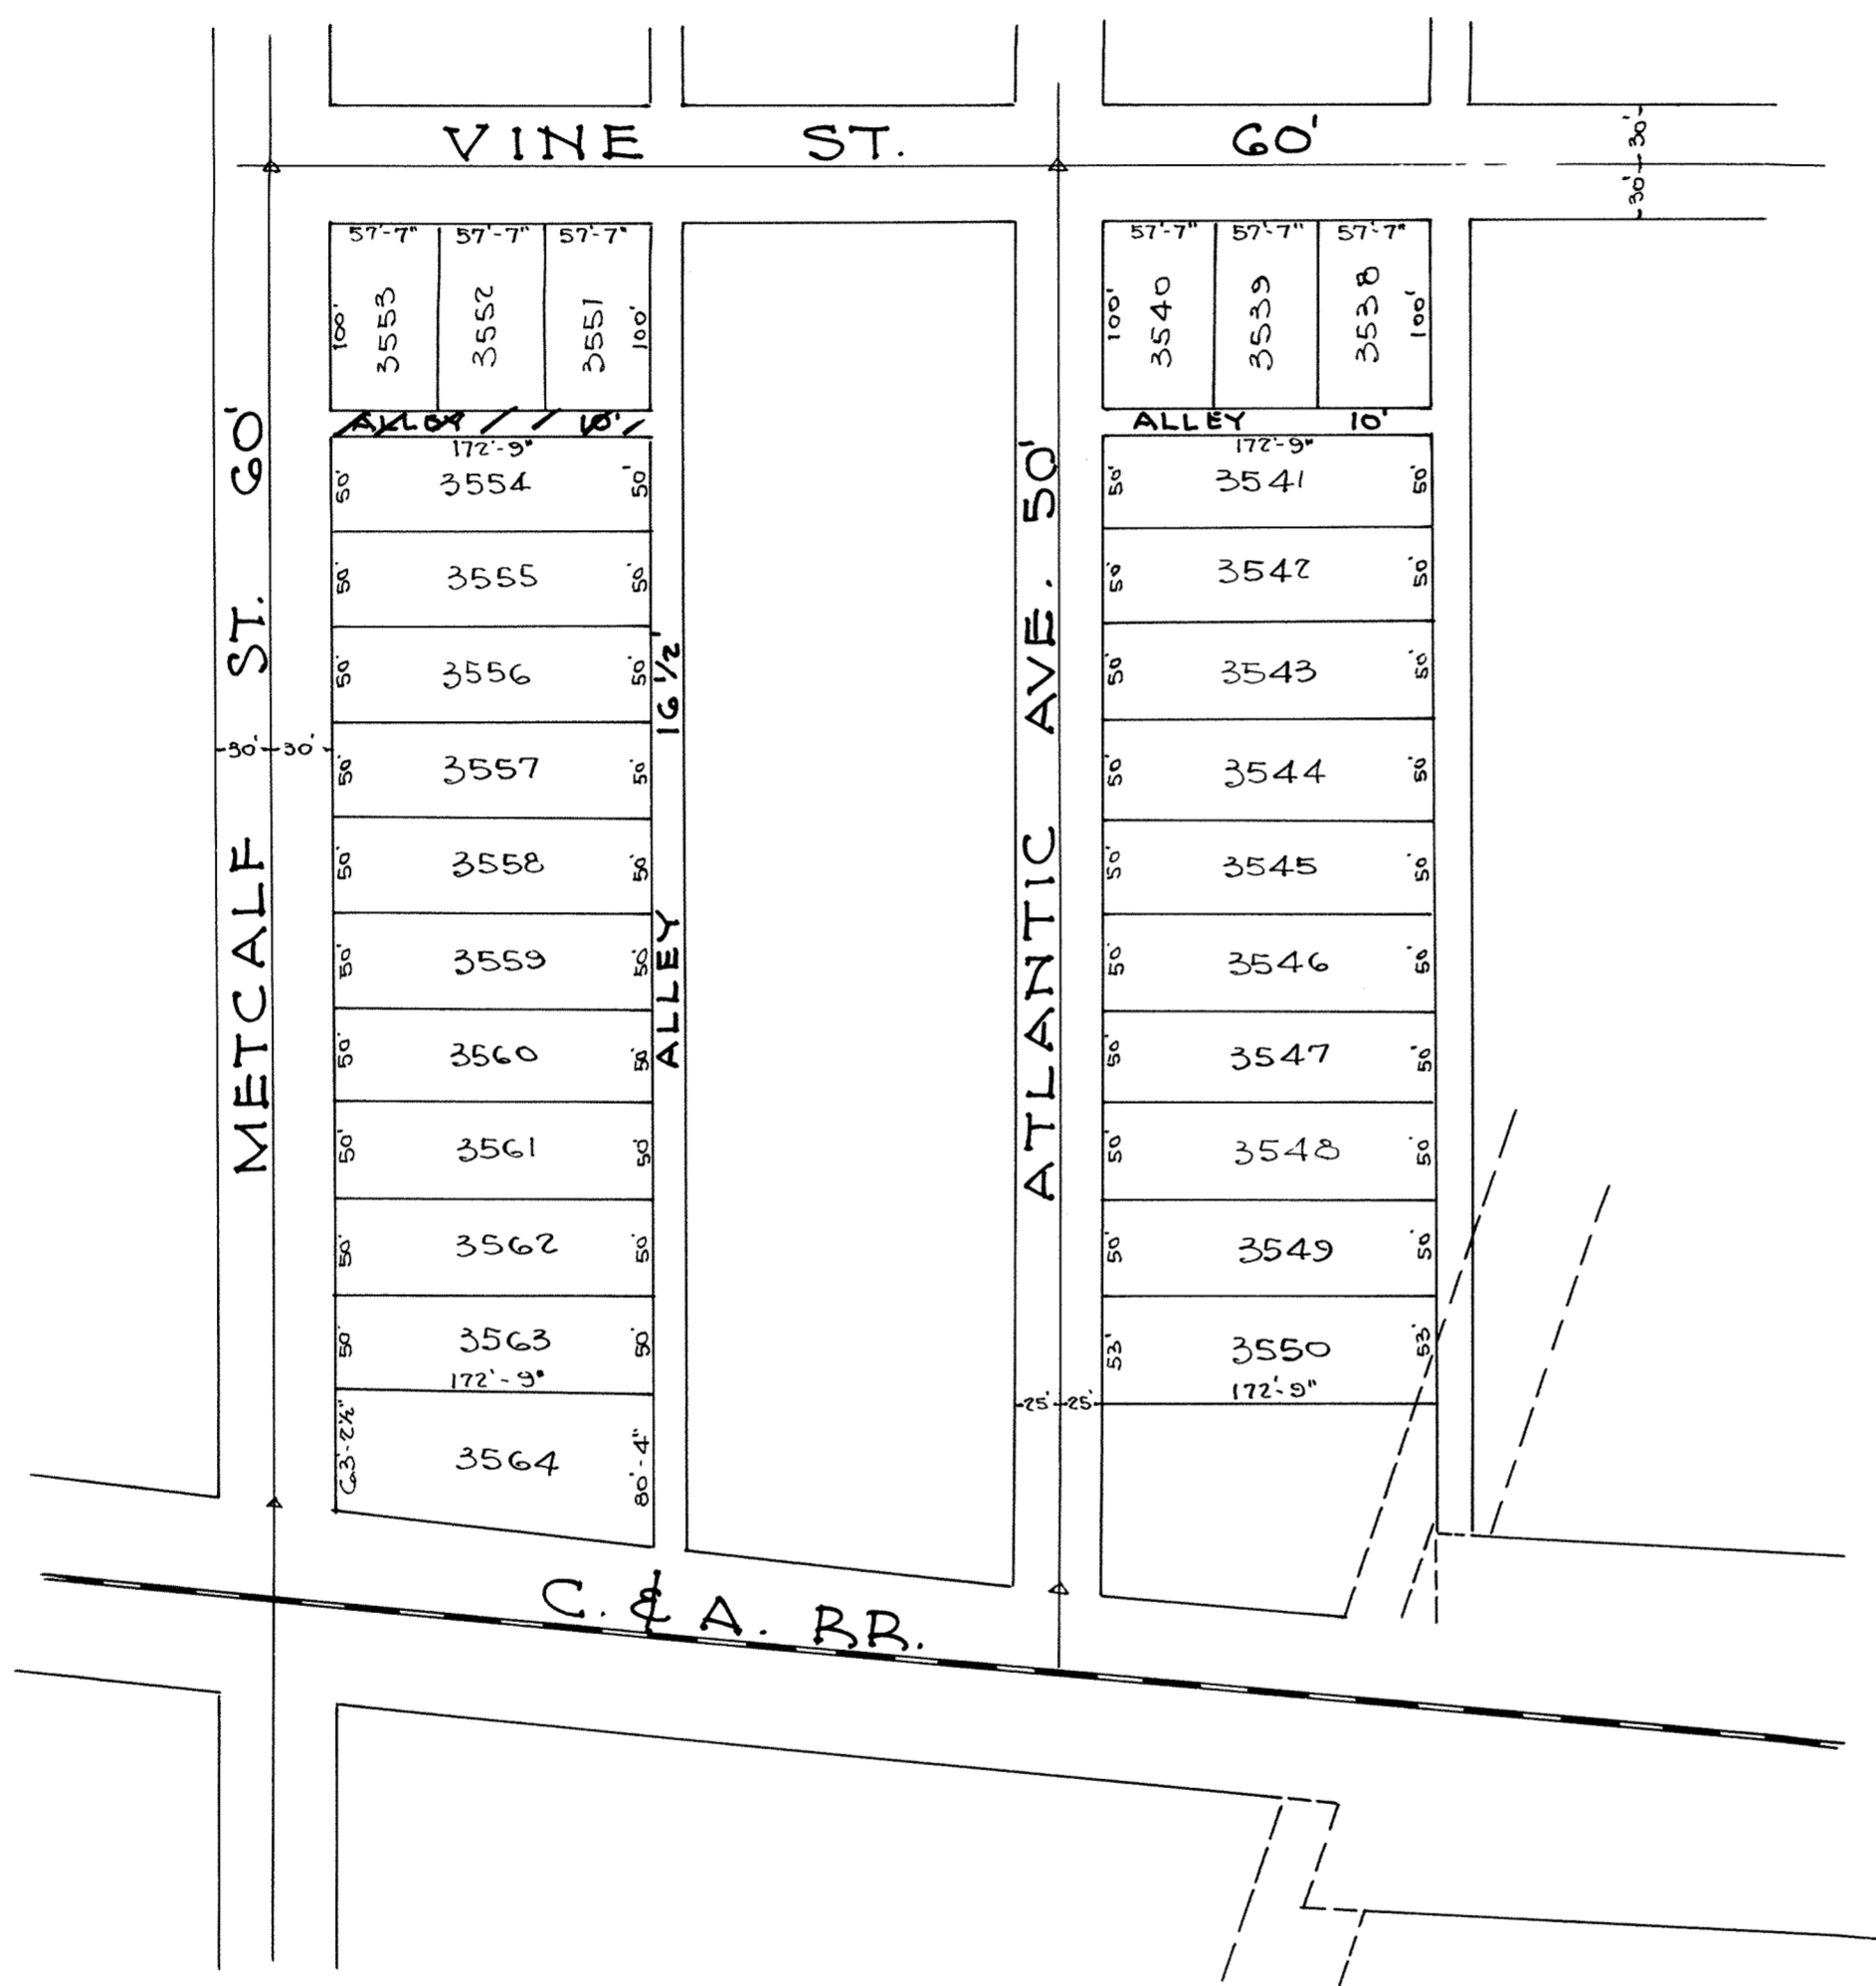 VINE ST. 60'
30' 30'
METCALF ST. 60'
30' 30'
57'-7" 57'-7" 57'-7"
100' 3553 3552 3551 100'
ALLEY 10'
172'-9"
50' 3554 50'
50' 3555 50'
50' 3556 50'
50' 3557 50'
50' 3558 50'
50' 3559 50'
50' 3560 50'
50' 3561 50'
50' 3562 50'
50' 3563 50'
172'-9"
63'-2½" 3564 80'-4"
ALLEY 16 1/2'
ATLANTIC AVE. 50'
25' 25'
57'-7" 57'-7" 57'-7"
100' 3540 3539 3538 100'
ALLEY 10'
172'-9"
50' 3541 50'
50' 3542 50'
50' 3543 50'
50' 3544 50'
50' 3545 50'
50' 3546 50'
50' 3547 50'
50' 3548 50'
50' 3549 50'
53' 3550 53'
172'-9"
C. & A. RR.